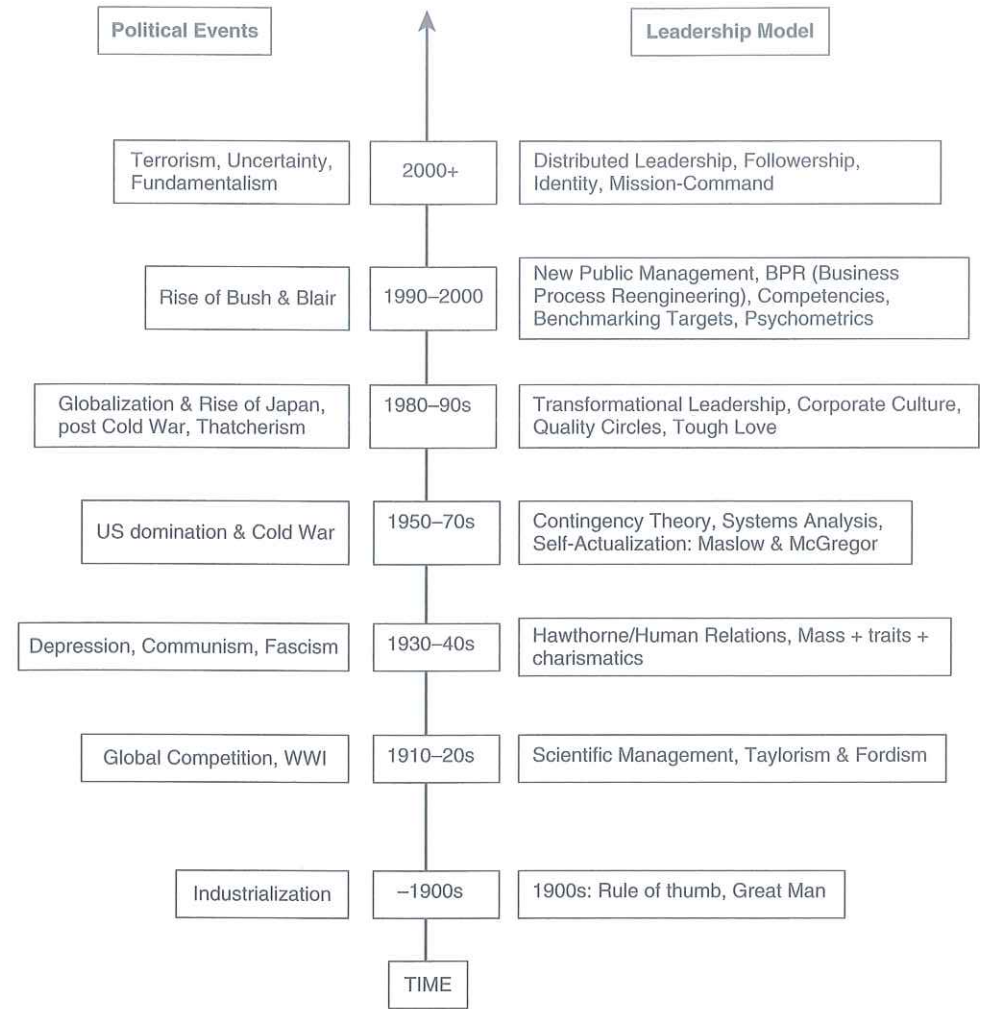 Political Events
Leadership Model
Terrorism, Uncertainty,
Fundamentalism
2000+
Distributed Leadership, Followership,
Identity, Mission-Command
Rise of Bush & Blair
1990–2000
New Public Management, BPR (Business
Process Reengineering), Competencies,
Benchmarking Targets, Psychometrics
Globalization & Rise of Japan,
post Cold War, Thatcherism
1980–90s
Transformational Leadership, Corporate Culture,
Quality Circles, Tough Love
US domination & Cold War
1950–70s
Contingency Theory, Systems Analysis,
Self-Actualization: Maslow & McGregor
Depression, Communism, Fascism
1930–40s
Hawthorne/Human Relations, Mass + traits +
charismatics
Global Competition, WWI
1910–20s
Scientific Management, Taylorism & Fordism
Industrialization
–1900s
1900s: Rule of thumb, Great Man
TIME